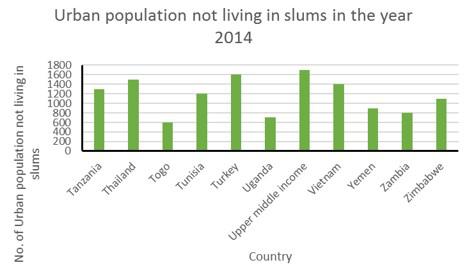 Urban population not living in slums in the year
2014
No. of Urban population not living in
slums
1800
1600
1400
1200
1000
800
600
400
200
0
Tanzania
Thailand
Togo
Tunisia
Turkey
Uganda
Upper middle income
Vietnam
Yemen
Zambia
Zimbabwe
Country